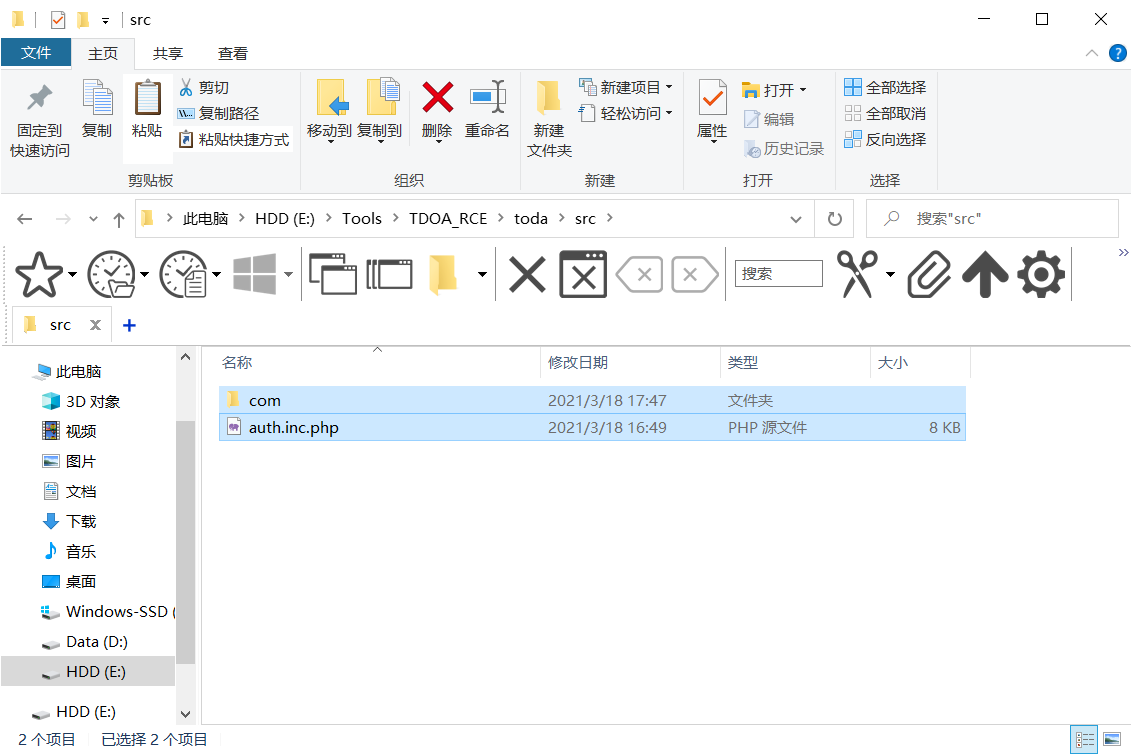 src
文件 主页 共享 查看
固定到快速访问 复制 粘贴 剪切 复制路径 粘贴快捷方式 移动到 复制到 删除 重命名 新建文件夹 新建项目 轻松访问 属性 打开 编辑 历史记录 全部选择 全部取消 反向选择
剪贴板 组织 新建 打开 选择
此电脑 HDD (E:) Tools TDOA_RCE toda src 搜索"src"
搜索
src
名称 修改日期 类型 大小
com 2021/3/18 17:47 文件夹
auth.inc.php 2021/3/18 16:49 PHP 源文件 8 KB
此电脑
3D 对象
视频
图片
文档
下载
音乐
桌面
Windows-SSD (
Data (D:)
HDD (E:)
HDD (E:)
2 个项目 已选择 2 个项目